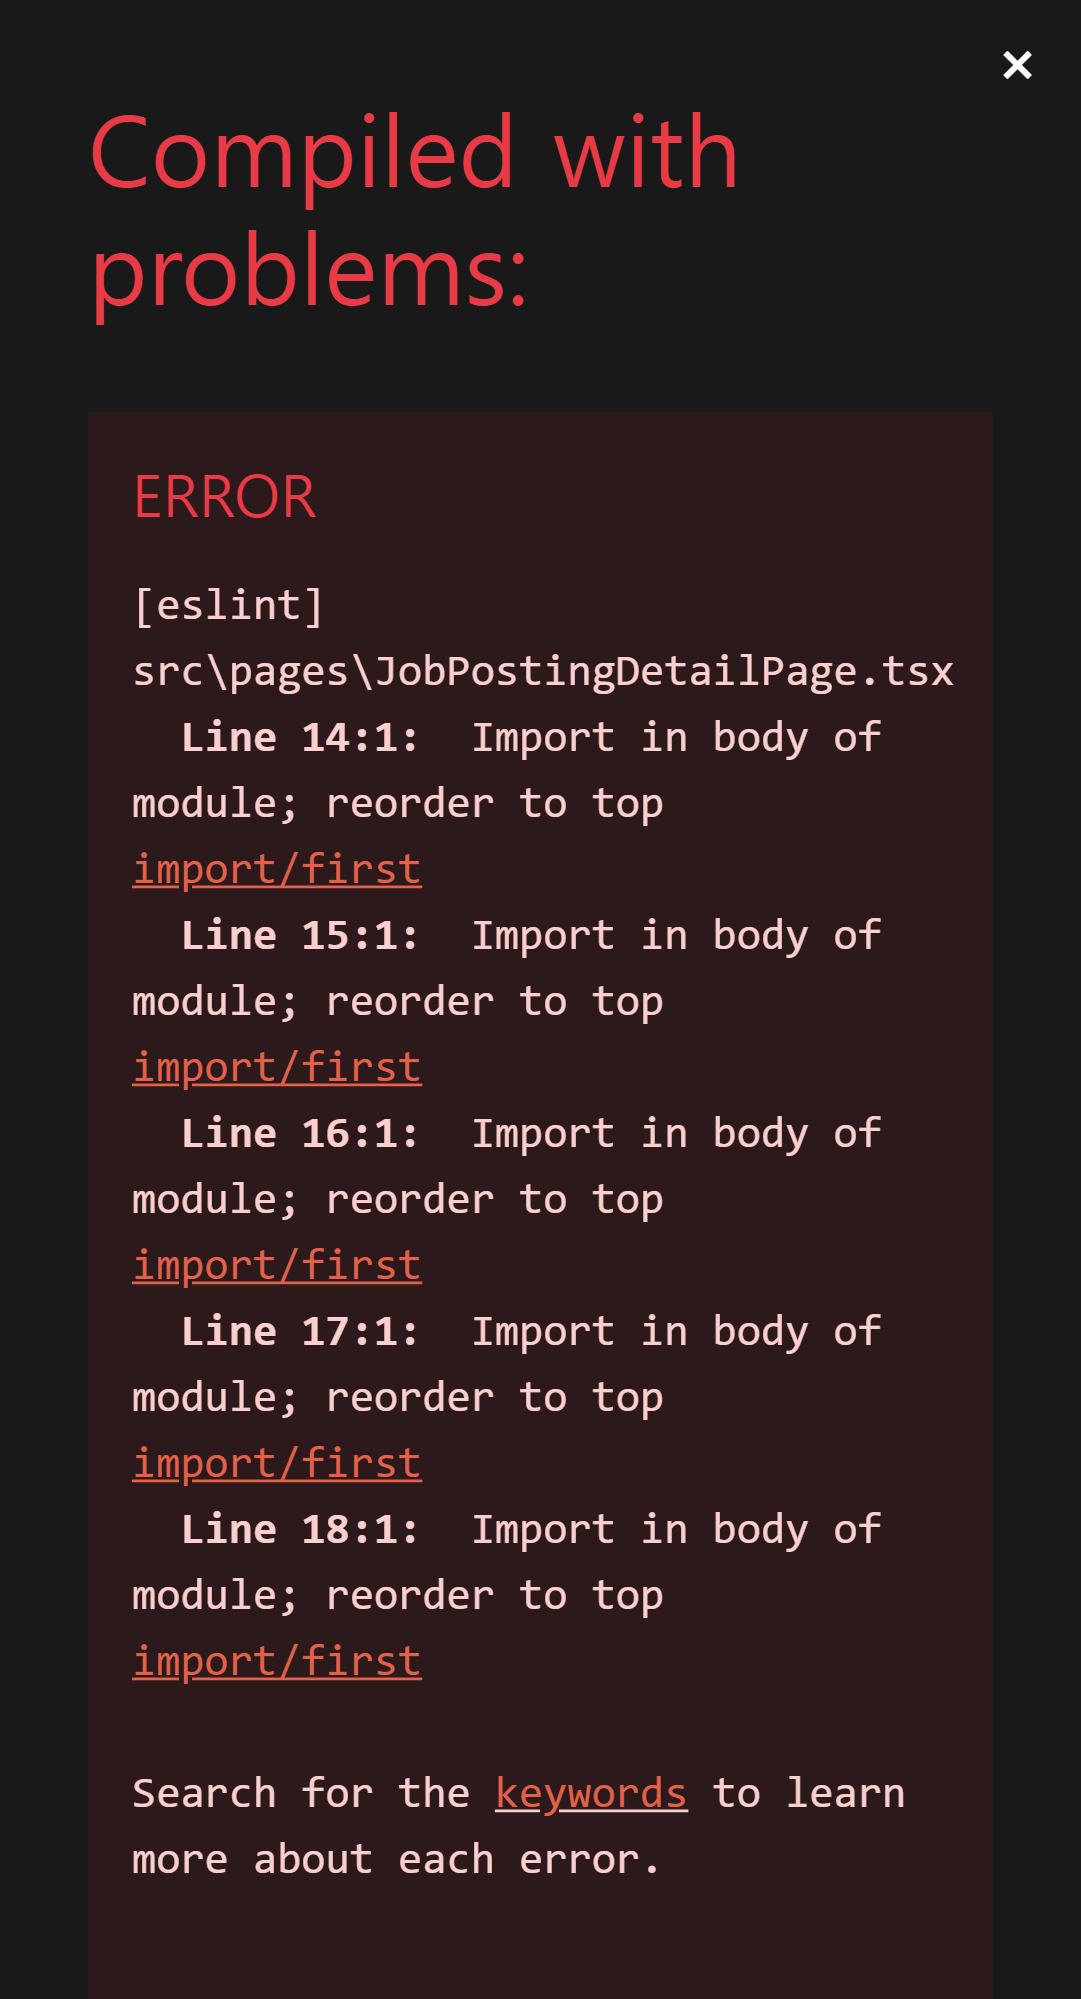 ×
Compiled with
problems:
ERROR
[eslint]
src\pages\JobPostingDetailPage.tsx
  Line 14:1:  Import in body of
module; reorder to top
import/first
  Line 15:1:  Import in body of
module; reorder to top
import/first
  Line 16:1:  Import in body of
module; reorder to top
import/first
  Line 17:1:  Import in body of
module; reorder to top
import/first
  Line 18:1:  Import in body of
module; reorder to top
import/first
Search for the keywords to learn
more about each error.